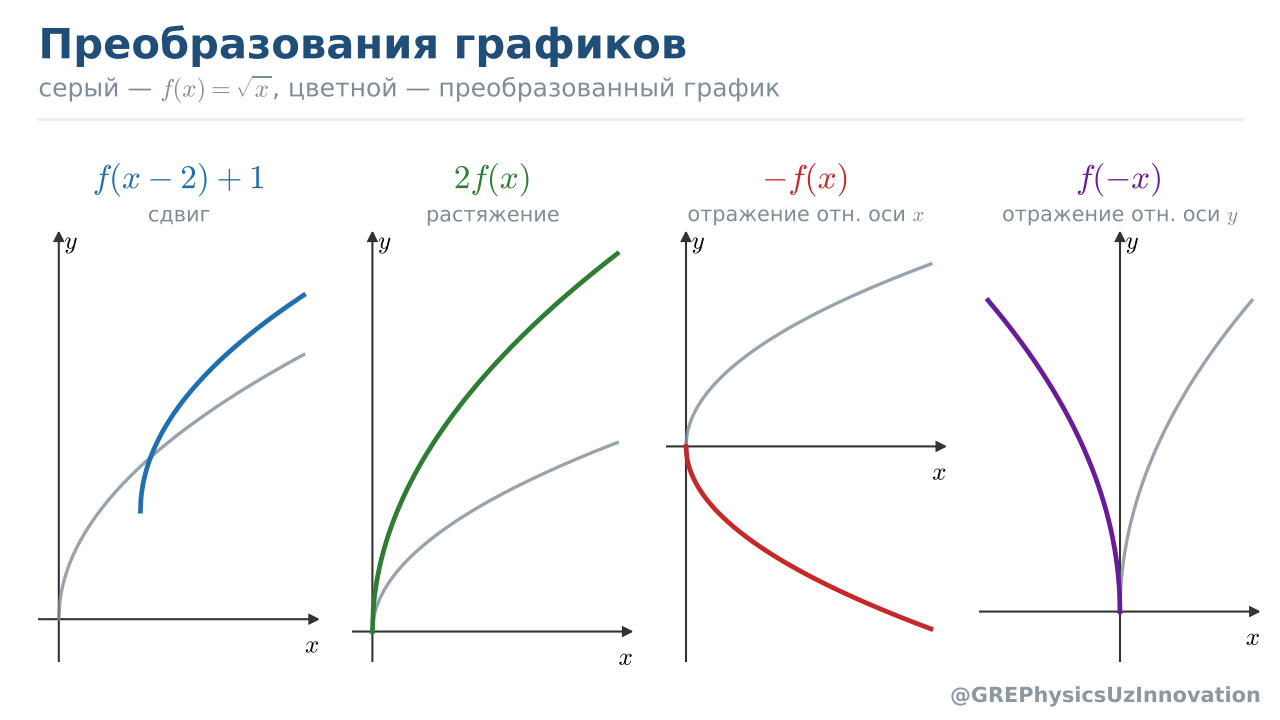 Преобразования графиков
серый — f(x) = √x, цветной — преобразованный график
f(x − 2) + 1
сдвиг
y
x
2f(x)
растяжение
y
x
−f(x)
отражение отн. оси x
y
x
f(−x)
отражение отн. оси y
y
x
@GREPhysicsUzInnovation